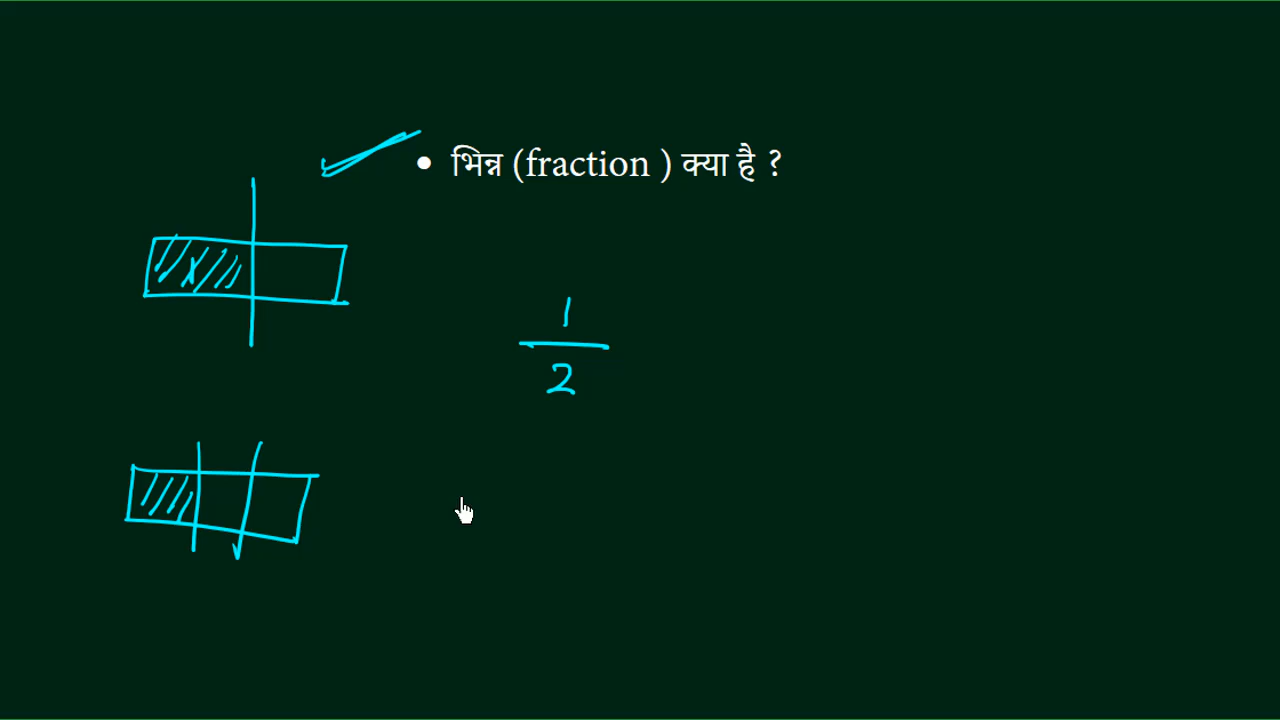 • भिन्न (fraction ) क्या है ?
1
2